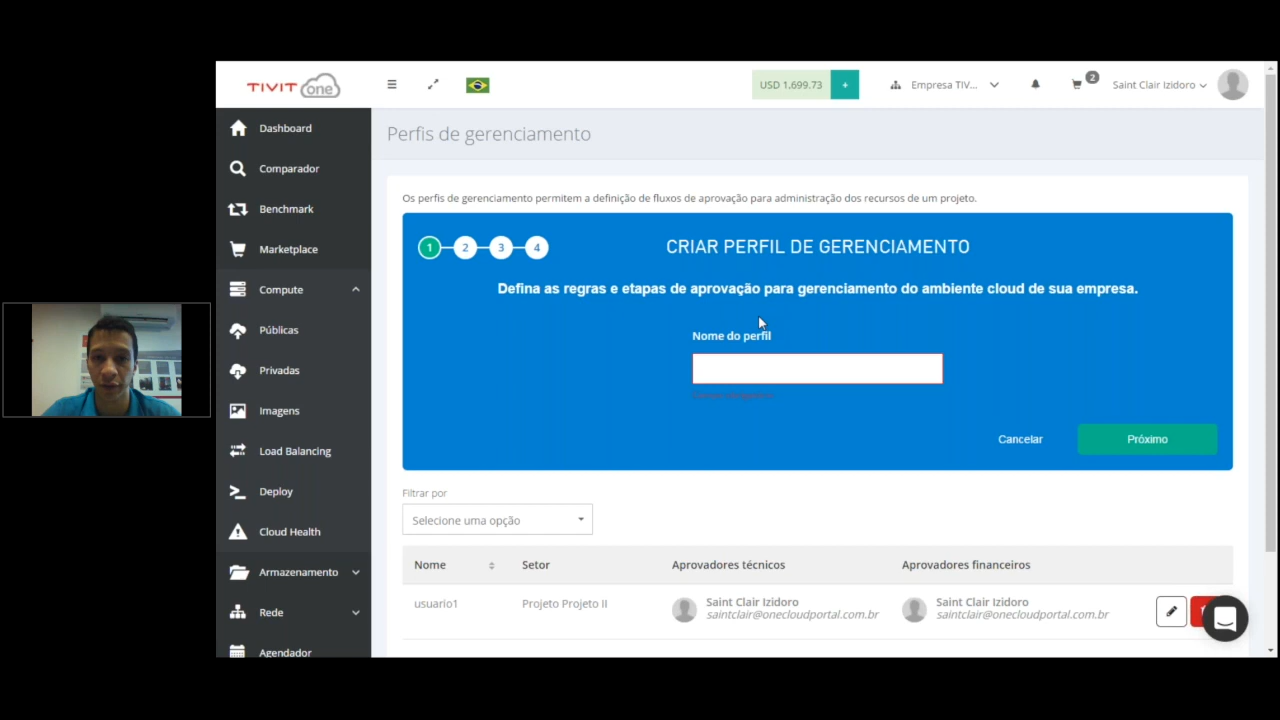 TIVIT one
USD 1,699.73
+
Empresa TIV...
2
Saint Clair Izidoro
Dashboard
Comparador
Benchmark
Marketplace
Compute
Públicas
Privadas
Imagens
Load Balancing
Deploy
Cloud Health
Armazenamento
Rede
Agendador
Perfis de gerenciamento
Os perfis de gerenciamento permitem a definição de fluxos de aprovação para administração dos recursos de um projeto.
1 2 3 4
CRIAR PERFIL DE GERENCIAMENTO
Defina as regras e etapas de aprovação para gerenciamento do ambiente cloud de sua empresa.
Nome do perfil
Cancelar
Próximo
Filtrar por
Selecione uma opção
Nome Setor Aprovadores técnicos Aprovadores financeiros
usuario1 Projeto Projeto II Saint Clair Izidoro Saint Clair Izidoro
saintclair@onecloudportal.com.br saintclair@onecloudportal.com.br